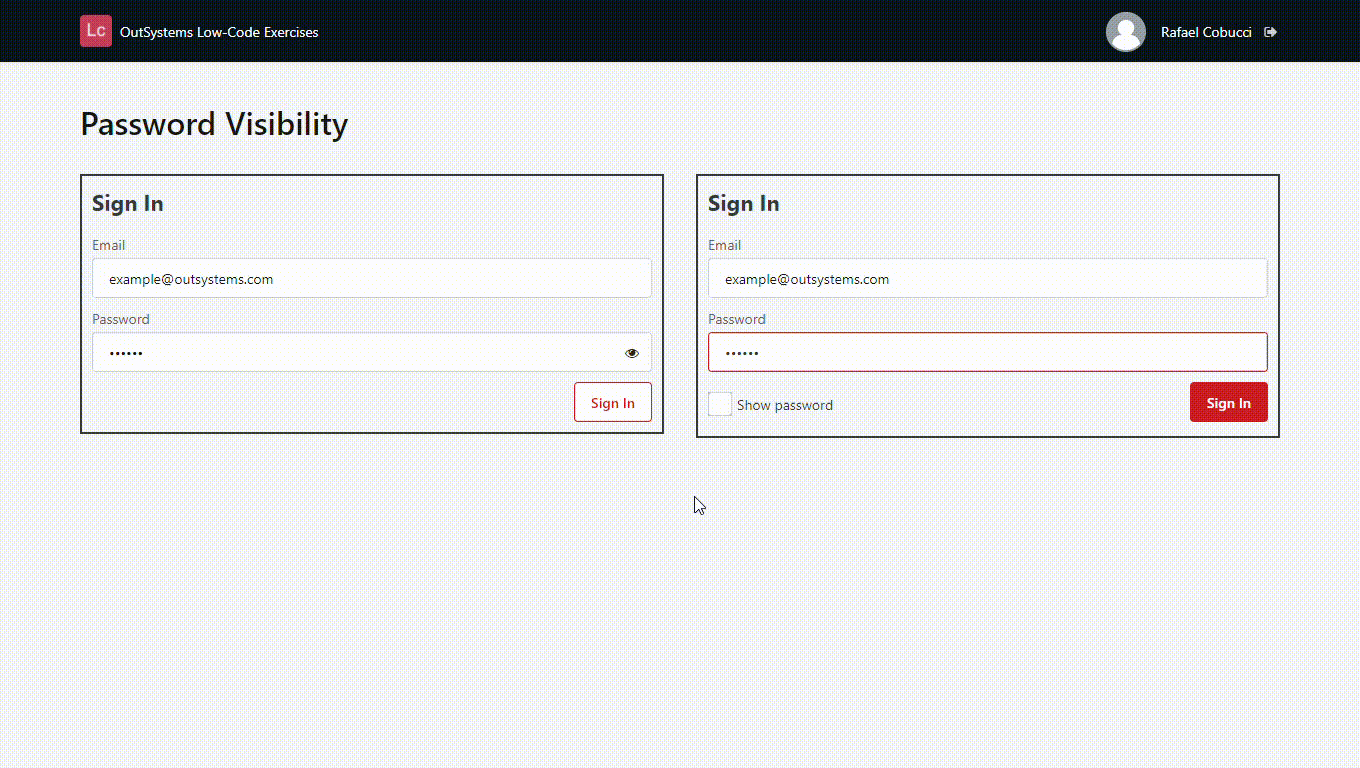 Lc OutSystems Low-Code Exercises
Rafael Cobucci
Password Visibility
Sign In
Email
example@outsystems.com
Password
••••••
Sign In
Sign In
Email
example@outsystems.com
Password
••••••
Show password
Sign In